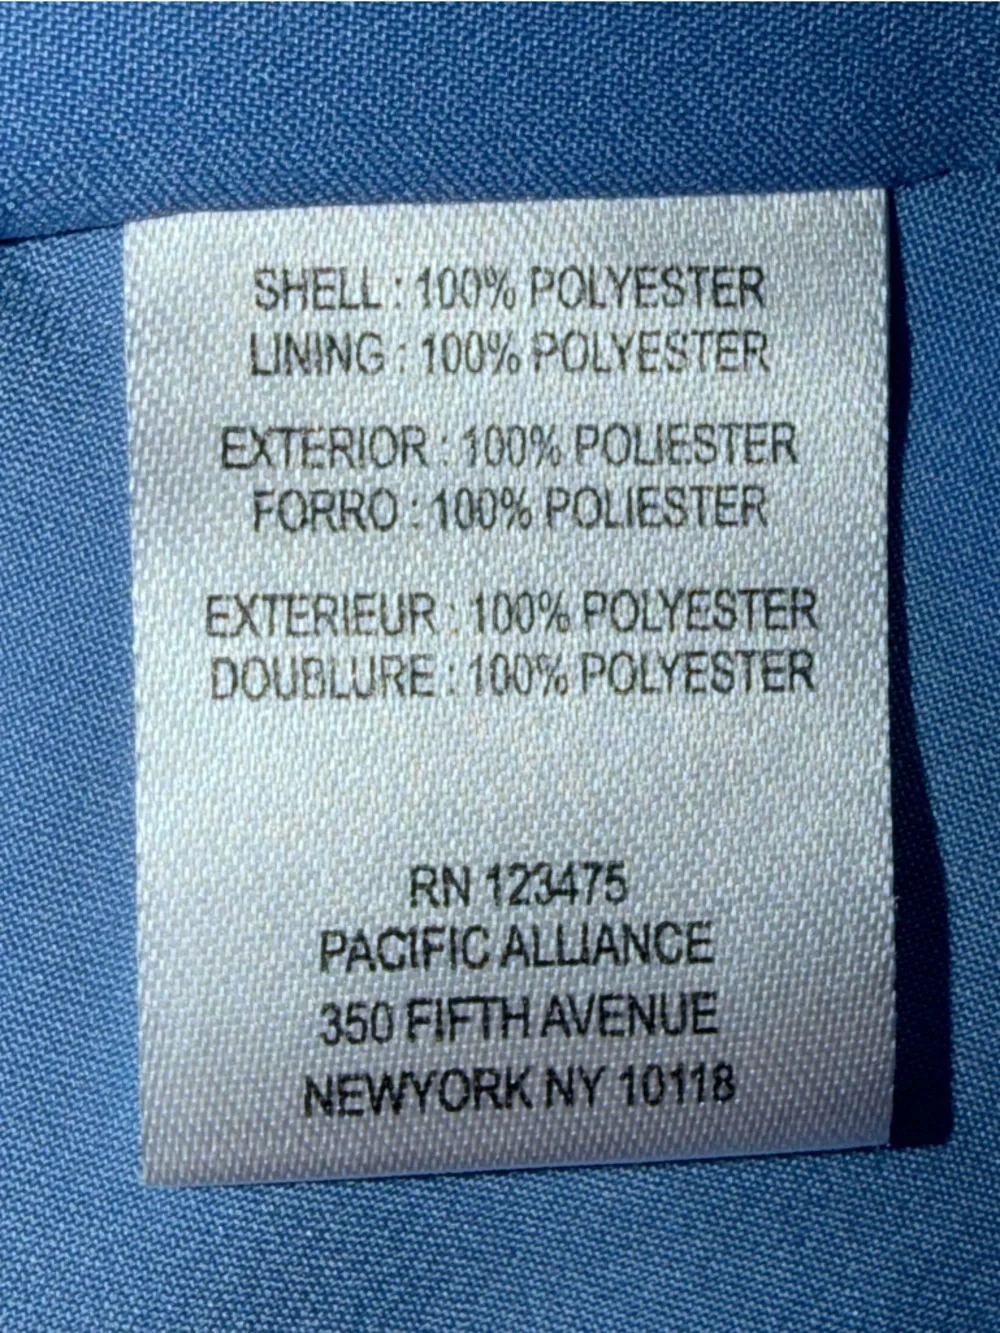 SHELL : 100% POLYESTER
LINING : 100% POLYESTER
EXTERIOR : 100% POLIESTER
FORRO : 100% POLIESTER
EXTERIEUR : 100% POLYESTER
DOUBLURE : 100% POLYESTER
RN 123475
PACIFIC ALLIANCE
350 FIFTH AVENUE
NEWYORK NY 10118